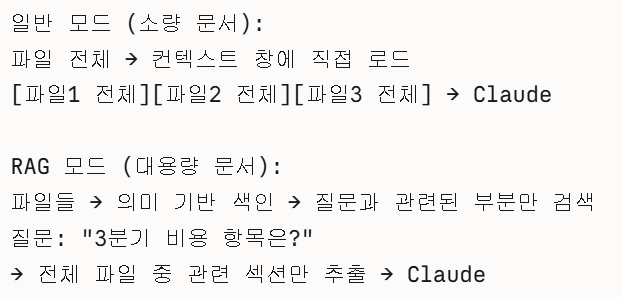 일반 모드 (소량 문서):
파일 전체 → 컨텍스트 창에 직접 로드
[파일1 전체][파일2 전체][파일3 전체] → Claude
RAG 모드 (대용량 문서):
파일들 → 의미 기반 색인 → 질문과 관련된 부분만 검색
질문: "3분기 비용 항목은?"
→ 전체 파일 중 관련 섹션만 추출 → Claude